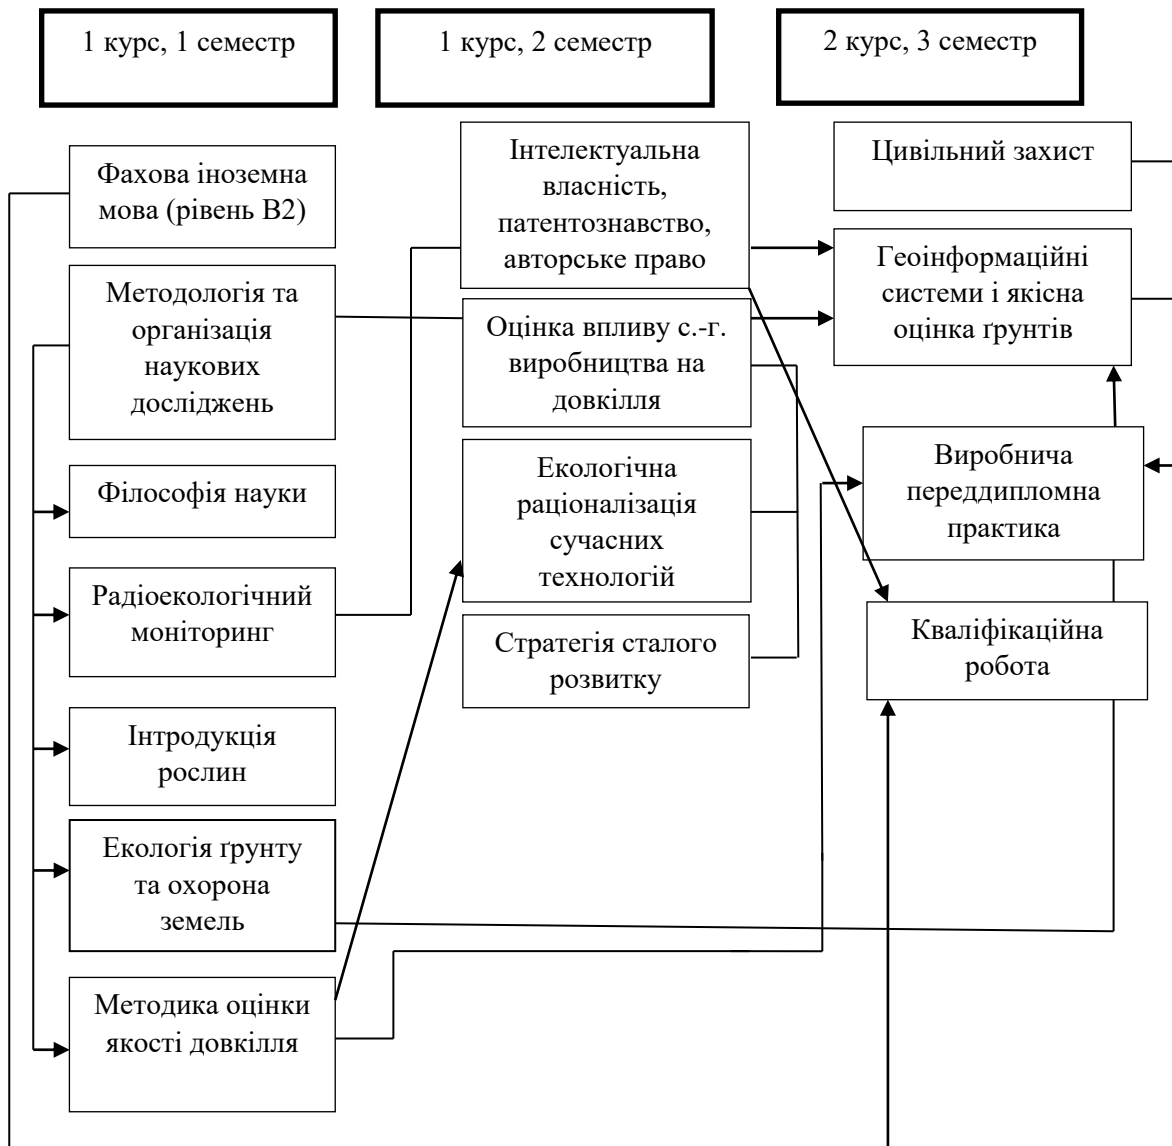 1 курс, 1 семестр
1 курс, 2 семестр
2 курс, 3 семестр
Фахова іноземна
мова (рівень В2)
Методологія та
організація
наукових
досліджень
Філософія науки
Радіоекологічний
моніторинг
Інтродукція
рослин
Екологія ґрунту
та охорона
земель
Методика оцінки
якості довкілля
Інтелектуальна
власність,
патентознавство,
авторське право
Оцінка впливу с.-г.
виробництва на
довкілля
Екологічна
раціоналізація
сучасних
технологій
Стратегія сталого
розвитку
Цивільний захист
Геоінформаційні
системи і якісна
оцінка ґрунтів
Виробнича
переддипломна
практика
Кваліфікаційна
робота